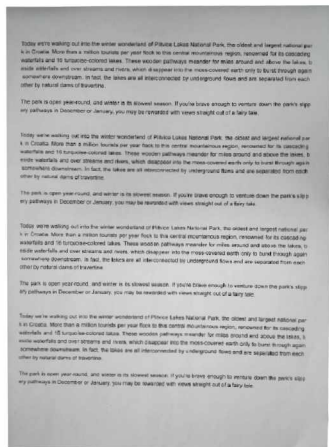 Today we're walking out into the winter wonderland of Plitvice Lakes National Park, the oldest and largest national par
k in Croatia. More than a million tourists per year flock to this central mountainous region, renowned for its cascading
waterfalls and 16 turquoise-colored lakes. These wooden pathways meander for miles around and above the lakes, b
eside waterfalls and over streams and rivers, which disappear into the moss-covered earth only to burst through again
somewhere downstream. In fact, the lakes are all interconnected by underground flows and are separated from each
other by natural dams of travertine.
The park is open year-round, and winter is its slowest season. If you're brave enough to venture down the park's slipp
ery pathways in December or January, you may be rewarded with views straight out of a fairy tale.
Today we're walking out into the winter wonderland of Plitvice Lakes National Park, the oldest and largest national par
k in Croatia. More than a million tourists per year flock to this central mountainous region, renowned for its cascading
waterfalls and 16 turquoise-colored lakes. These wooden pathways meander for miles around and above the lakes, b
eside waterfalls and over streams and rivers, which disappear into the moss-covered earth only to burst through again
somewhere downstream. In fact, the lakes are all interconnected by underground flows and are separated from each
other by natural dams of travertine.
The park is open year-round, and winter is its slowest season. If you're brave enough to venture down the park's slipp
ery pathways in December or January, you may be rewarded with views straight out of a fairy tale.
Today we're walking out into the winter wonderland of Plitvice Lakes National Park, the oldest and largest national par
k in Croatia. More than a million tourists per year flock to this central mountainous region, renowned for its cascading
waterfalls and 16 turquoise-colored lakes. These wooden pathways meander for miles around and above the lakes, b
eside waterfalls and over streams and rivers, which disappear into the moss-covered earth only to burst through again
somewhere downstream. In fact, the lakes are all interconnected by underground flows and are separated from each
other by natural dams of travertine.
The park is open year-round, and winter is its slowest season. If you're brave enough to venture down the park's slipp
ery pathways in December or January, you may be rewarded with views straight out of a fairy tale.
Today we're walking out into the winter wonderland of Plitvice Lakes National Park, the oldest and largest national par
k in Croatia. More than a million tourists per year flock to this central mountainous region, renowned for its cascading
waterfalls and 16 turquoise-colored lakes. These wooden pathways meander for miles around and above the lakes, b
eside waterfalls and over streams and rivers, which disappear into the moss-covered earth only to burst through again
somewhere downstream. In fact, the lakes are all interconnected by underground flows and are separated from each
other by natural dams of travertine.
The park is open year-round, and winter is its slowest season. If you're brave enough to venture down the park's slipp
ery pathways in December or January, you may be rewarded with views straight out of a fairy tale.